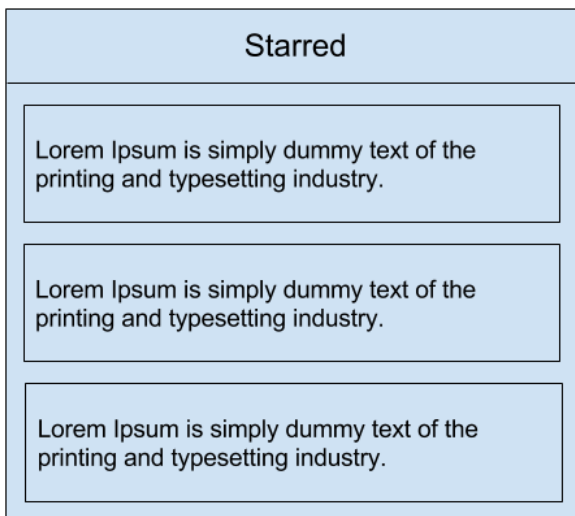 Starred
Lorem Ipsum is simply dummy text of the
printing and typesetting industry.
Lorem Ipsum is simply dummy text of the
printing and typesetting industry.
Lorem Ipsum is simply dummy text of the
printing and typesetting industry.